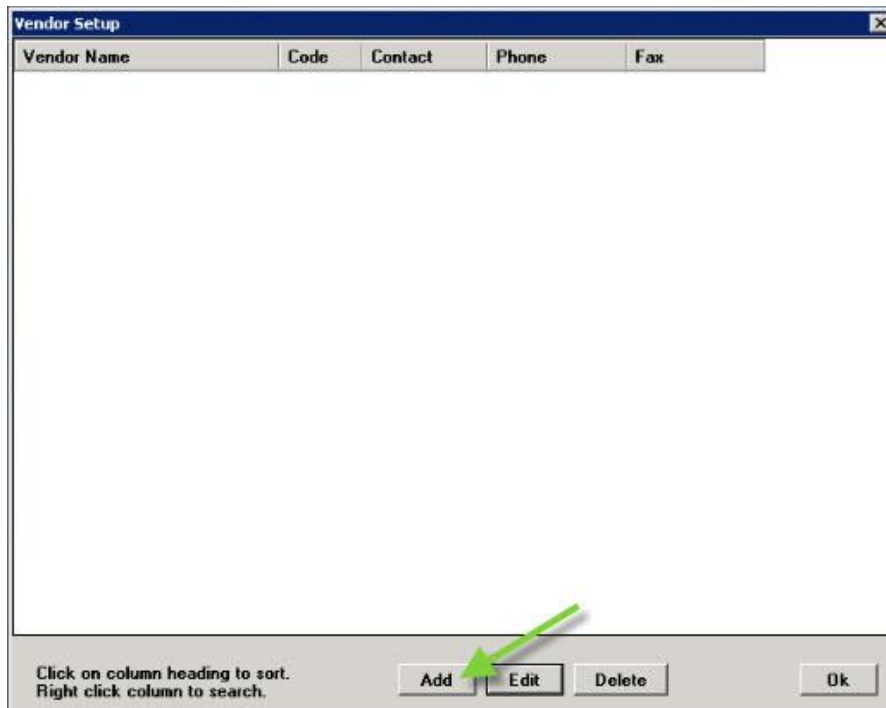 Vendor Setup
Vendor Name Code Contact Phone Fax
Click on column heading to sort.
Right click column to search.
Add Edit Delete Ok